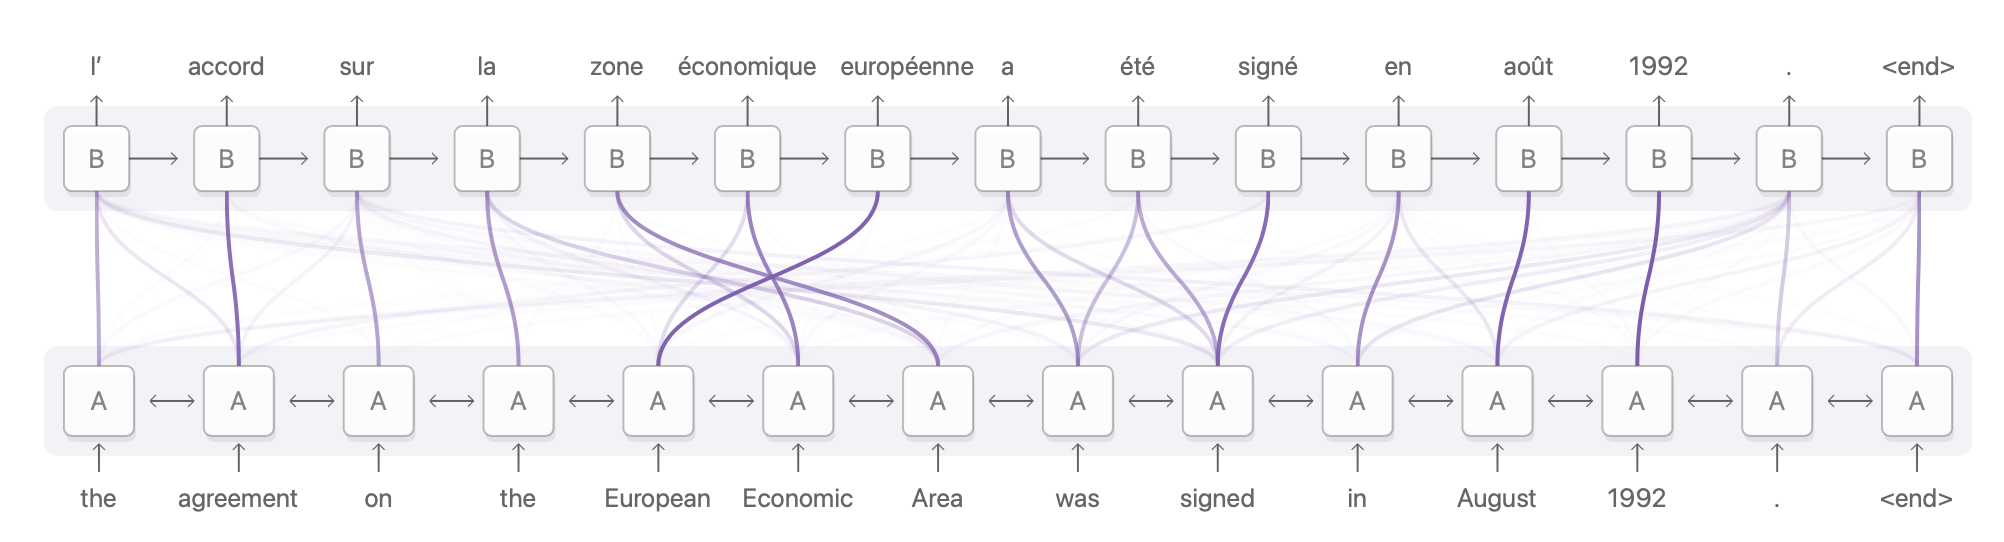 l’ accord sur la zone économique européenne a été signé en août 1992 . <end>
B B B B B B B B B B B B B B B
A A A A A A A A A A A A A A
the agreement on the European Economic Area was signed in August 1992 . <end>